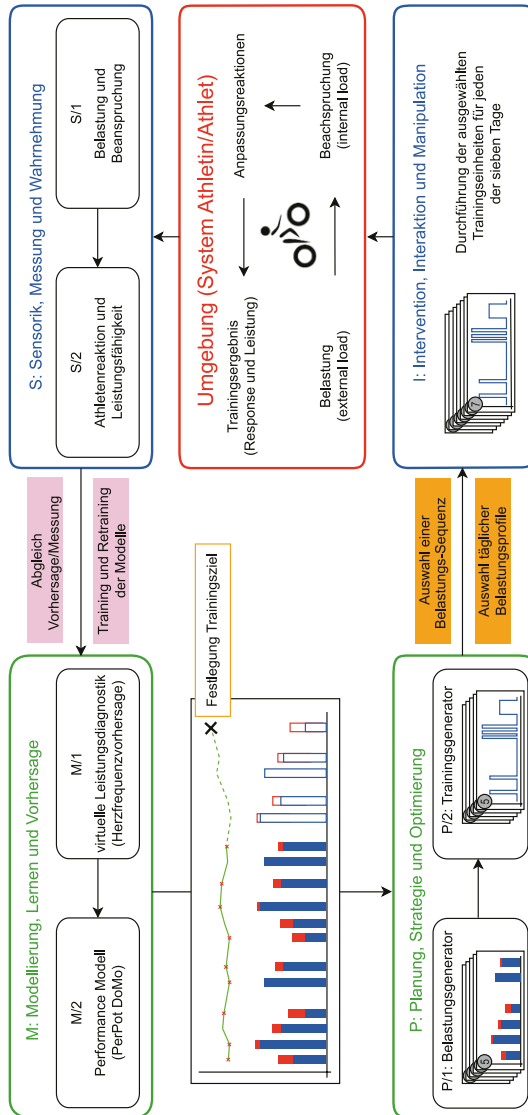 M: Modellierung, Lernen und Vorhersage
M/2
Performance Modell
(PerPot DoMo)
M/1
virtuelle Leistungsdiagnostik
(Herzfrequenzvorhersage)
Abgleich
Vorhersage/Messung
Training und Retraining
der Modelle
S: Sensorik, Messung und Wahrnehmung
S/2
Athletenreaktion und
Leistungsfähigkeit
S/1
Belastung und
Beanspruchung
Festlegung Trainingsziel
Umgebung (System Athletin/Athlet)
Trainingsergebnis
(Response und Leistung)
Anpassungsreaktionen
Belastung
(external load)
Beachspruchung
(internal load)
P: Planung, Strategie und Optimierung
P/1: Belastungsgenerator
5
P/2: Trainingsgenerator
5
Auswahl einer
Belastungs-Sequenz
Auswahl täglicher
Belastungsprofile
I: Intervention, Interaktion und Manipulation
7
Durchführung der ausgewählten
Trainingseinheiten für jeden
der sieben Tage